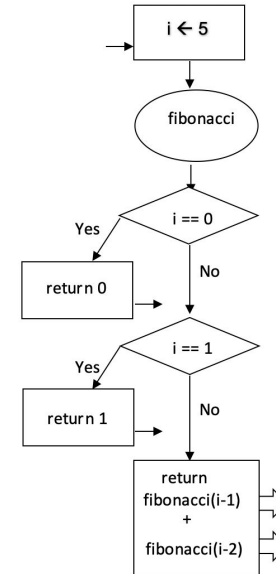 i ← 5
fibonacci
i == 0
Yes
No
return 0
i == 1
Yes
No
return 1
return
fibonacci(i-1)
+
fibonacci(i-2)